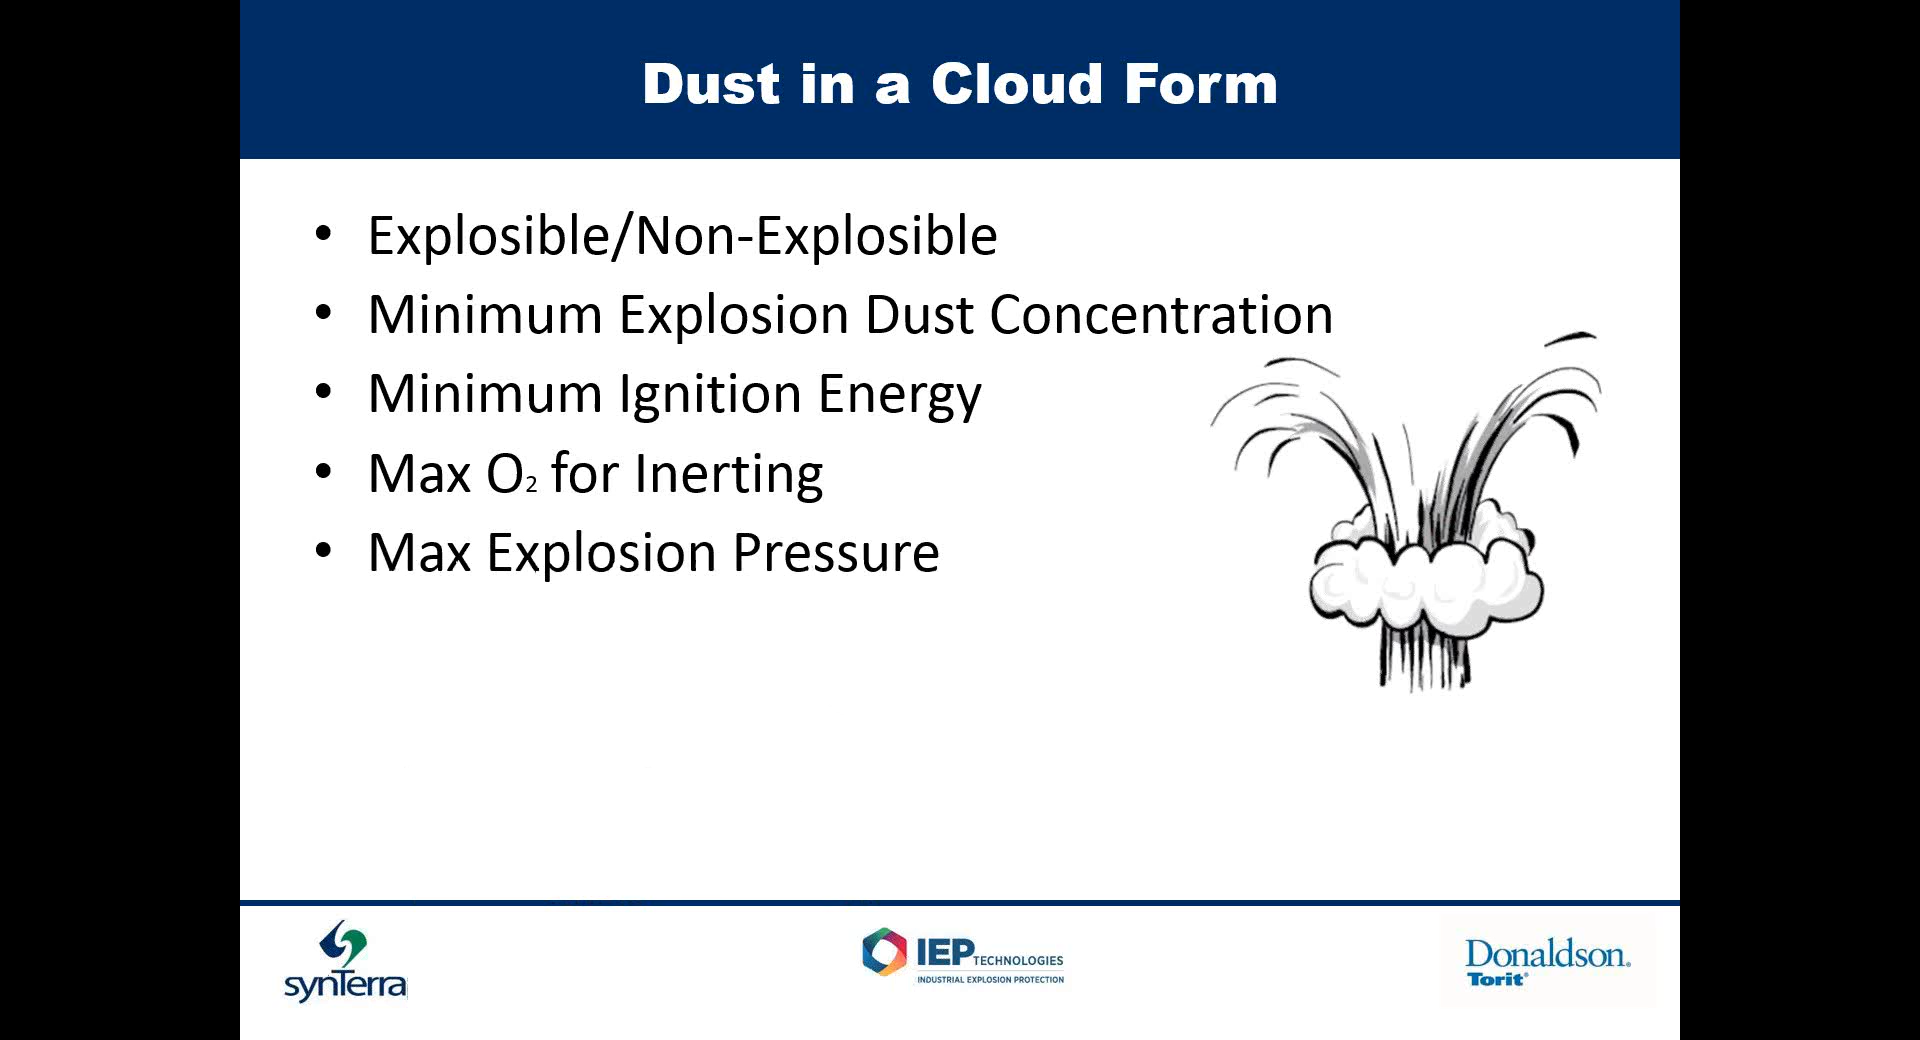 Dust in a Cloud Form
• Explosible/Non-Explosible
• Minimum Explosion Dust Concentration
• Minimum Ignition Energy
• Max O₂ for Inerting
• Max Explosion Pressure
synTerra
IEP TECHNOLOGIES
INDUSTRIAL EXPLOSION PROTECTION
Donaldson®
Torit®